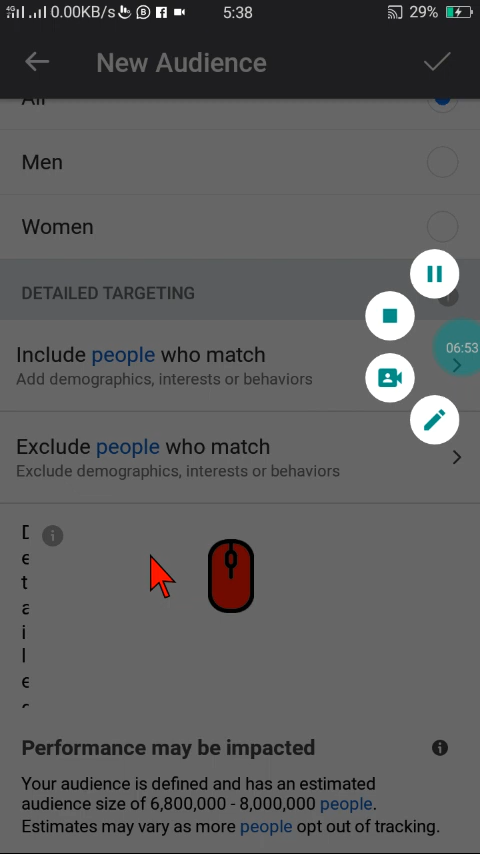 4G 0.00KB/s 5:38 29%
New Audience
All
Men
Women
DETAILED TARGETING
06:53
Include people who match
Add demographics, interests or behaviors
Exclude people who match
Exclude demographics, interests or behaviors
D
e
t
a
i
l
e
Performance may be impacted
Your audience is defined and has an estimated
audience size of 6,800,000 - 8,000,000 people.
Estimates may vary as more people opt out of tracking.